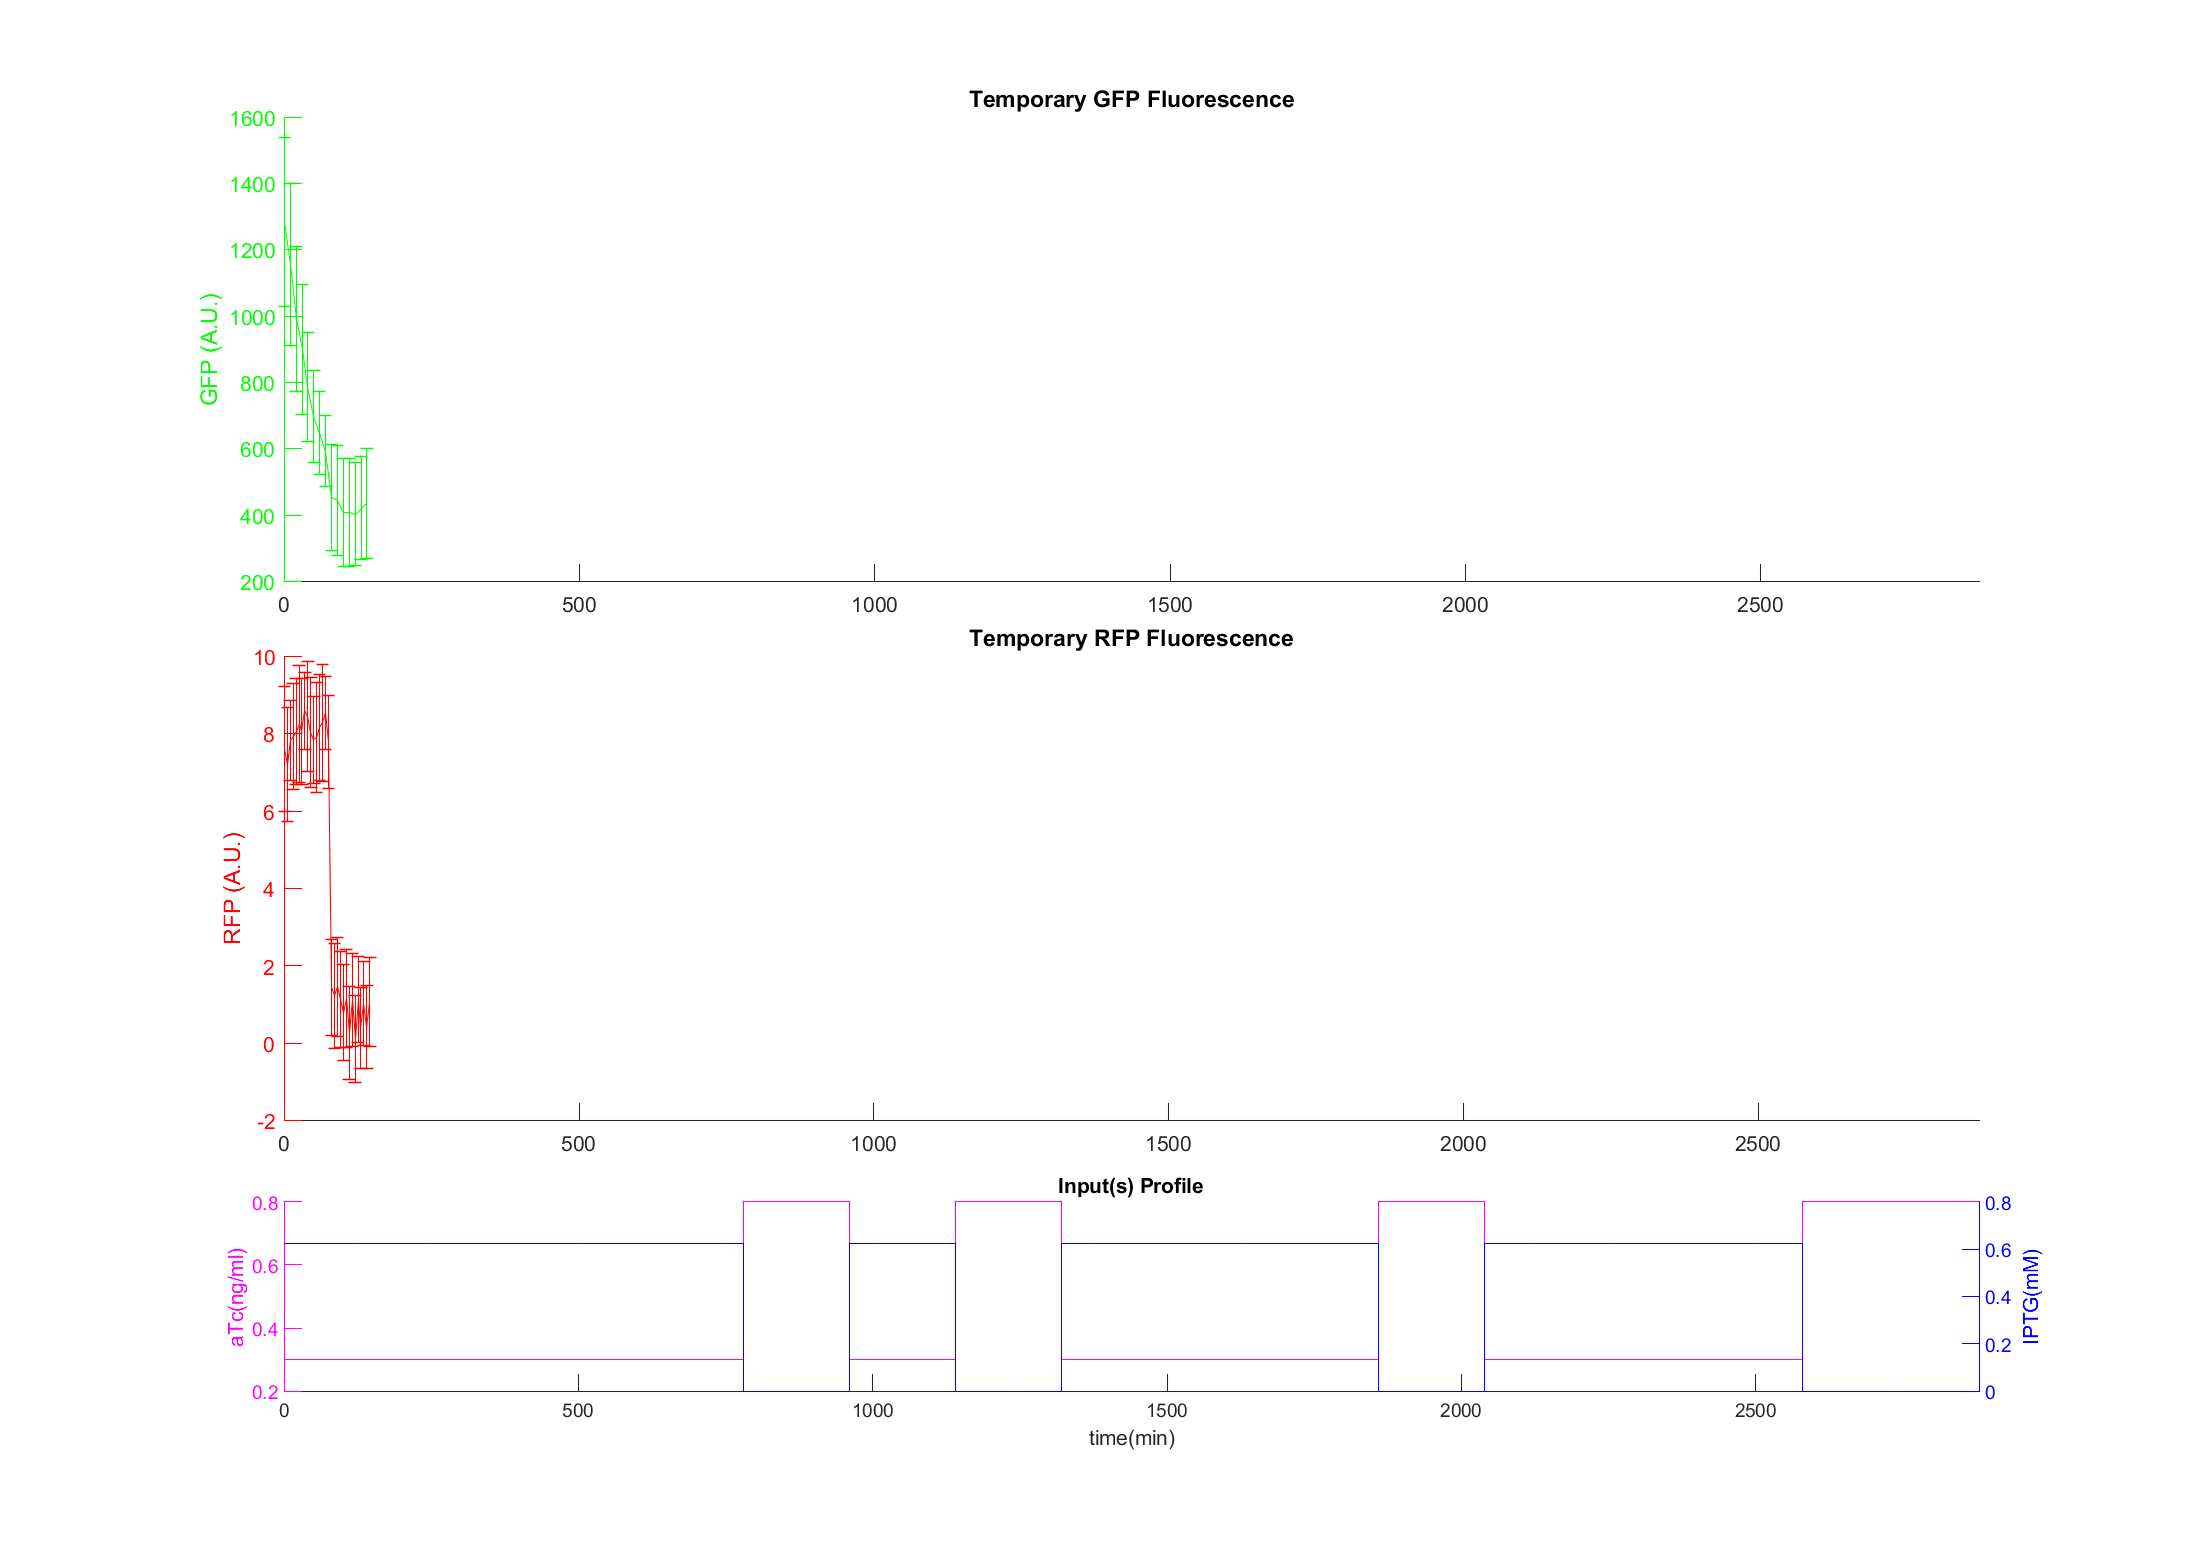 Temporary GFP Fluorescence
GFP (A.U.)
1600
1400
1200
1000
800
600
400
200
0 500 1000 1500 2000 2500
Temporary RFP Fluorescence
RFP (A.U.)
10
8
6
4
2
0
-2
0 500 1000 1500 2000 2500
Input(s) Profile
aTc(ng/ml)
0.8
0.6
0.4
0.2
0.8
0.6
0.4
0.2
0
IPTG(mM)
0 500 1000 1500 2000 2500
time(min)